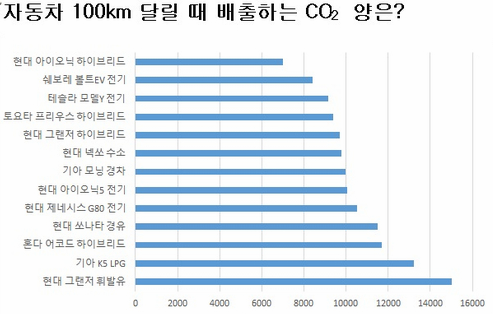 자동차 100km 달릴 때 배출하는 CO₂ 양은?
현대 아이오닉 하이브리드
쉐보레 볼트EV 전기
테슬라 모델Y 전기
토요타 프리우스 하이브리드
현대 그랜저 하이브리드
현대 넥쏘 수소
기아 모닝 경차
현대 아이오닉5 전기
현대 제네시스 G80 전기
현대 쏘나타 경유
혼다 어코드 하이브리드
기아 K5 LPG
현대 그랜저 휘발유
0 2000 4000 6000 8000 10000 12000 14000 16000